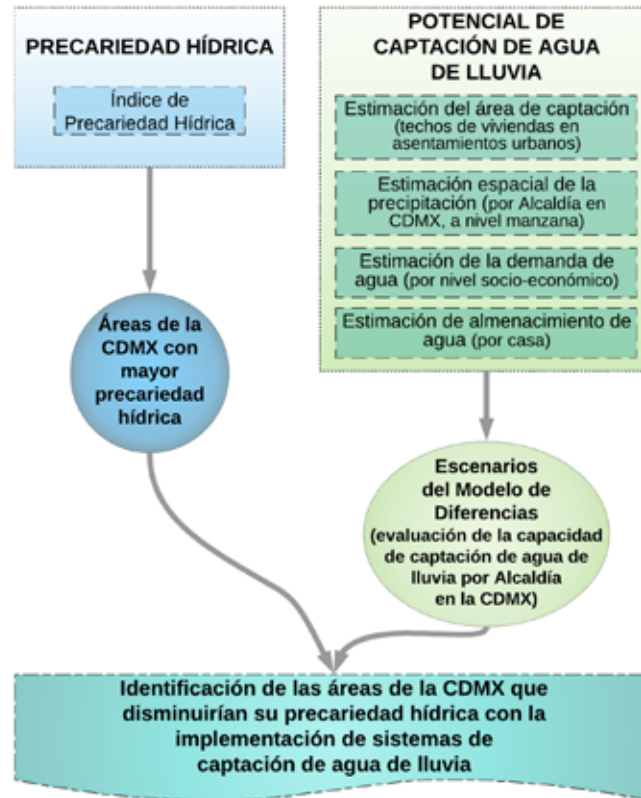 PRECARIEDAD HÍDRICA
Índice de
Precariedad Hídrica
Áreas de la
CDMX con
mayor
precariedad
hídrica
POTENCIAL DE
CAPTACIÓN DE AGUA
DE LLUVIA
Estimación del área de captación
(techos de viviendas en
asentamientos urbanos)
Estimación espacial de la
precipitación (por Alcaldía en
CDMX, a nivel manzana)
Estimación de la demanda de
agua (por nivel socio-económico)
Estimación de almenacimiento de
agua (por casa)
Escenarios
del Modelo de
Diferencias
(evaluación de la capacidad
de captación de agua de
lluvia por Alcaldía
en la CDMX)
Identificación de las áreas de la CDMX que
disminuirían su precariedad hídrica con la
implementación de sistemas de
captación de agua de lluvia